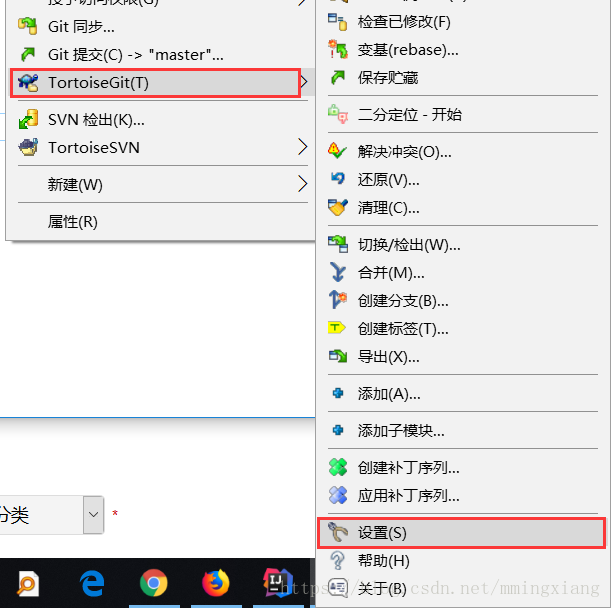 Git 同步...
Git 提交(C) -> "master"...
TortoiseGit(T)
SVN 检出(K)...
TortoiseSVN
新建(W)
属性(R)
检查已修改(F)
变基(rebase)...
保存贮藏
二分定位 - 开始
解决冲突(O)...
还原(V)...
清理(C)...
切换/检出(W)...
合并(M)...
创建分支(B)...
创建标签(T)...
导出(X)...
添加(A)...
添加子模块...
创建补丁序列...
应用补丁序列...
设置(S)
帮助(H)
关于(B)
分类 *
csdn.net/mmingxiang